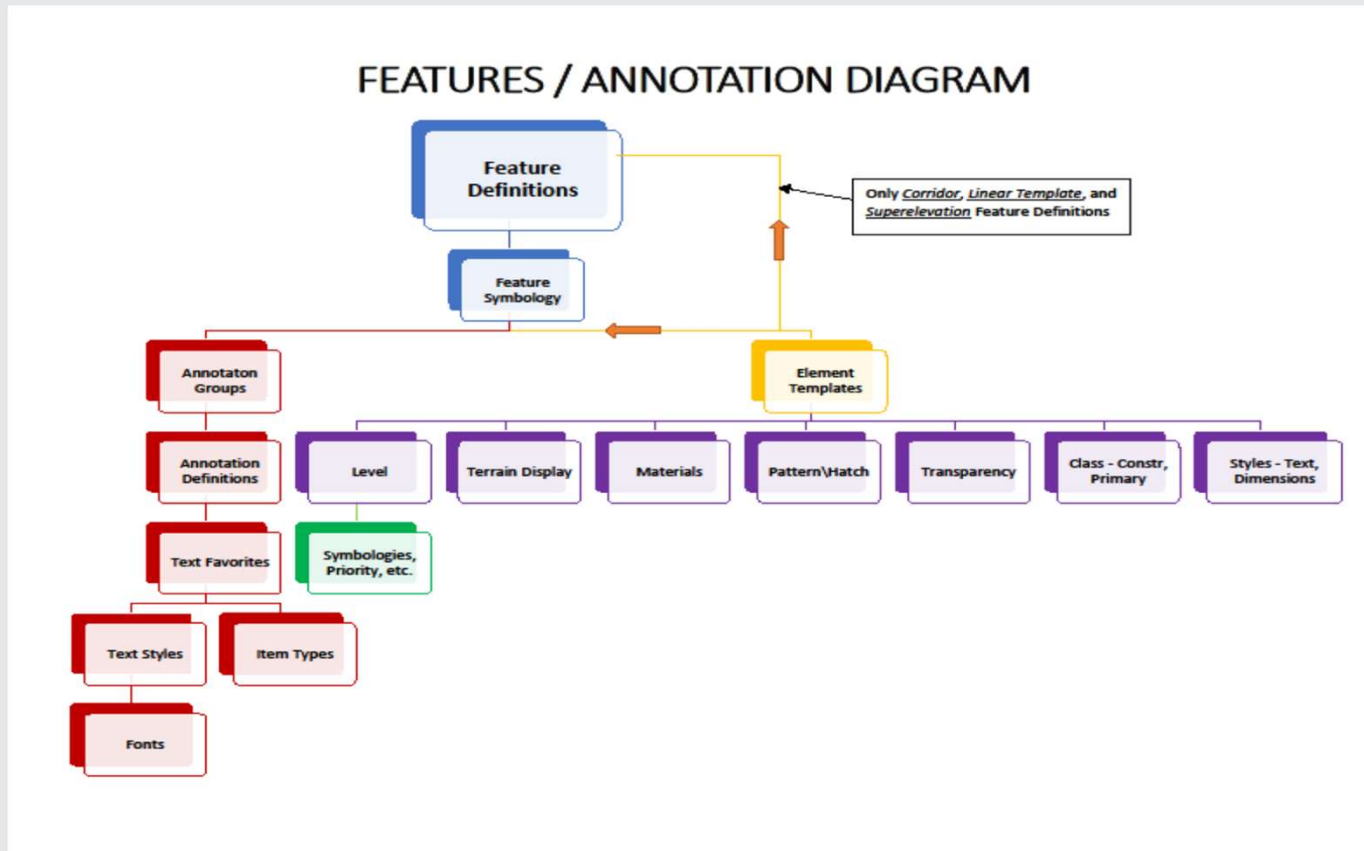 FEATURES / ANNOTATION DIAGRAM
Feature
Definitions
Only Corridor, Linear Template, and
Superelevation Feature Definitions
Feature
Symbology
Annotaton
Groups
Element
Templates
Annotation
Definitions
Level
Terrain Display
Materials
Pattern\Hatch
Transparency
Class - Constr,
Primary
Styles - Text,
Dimensions
Text Favorites
Symbologies,
Priority, etc.
Text Styles
Item Types
Fonts